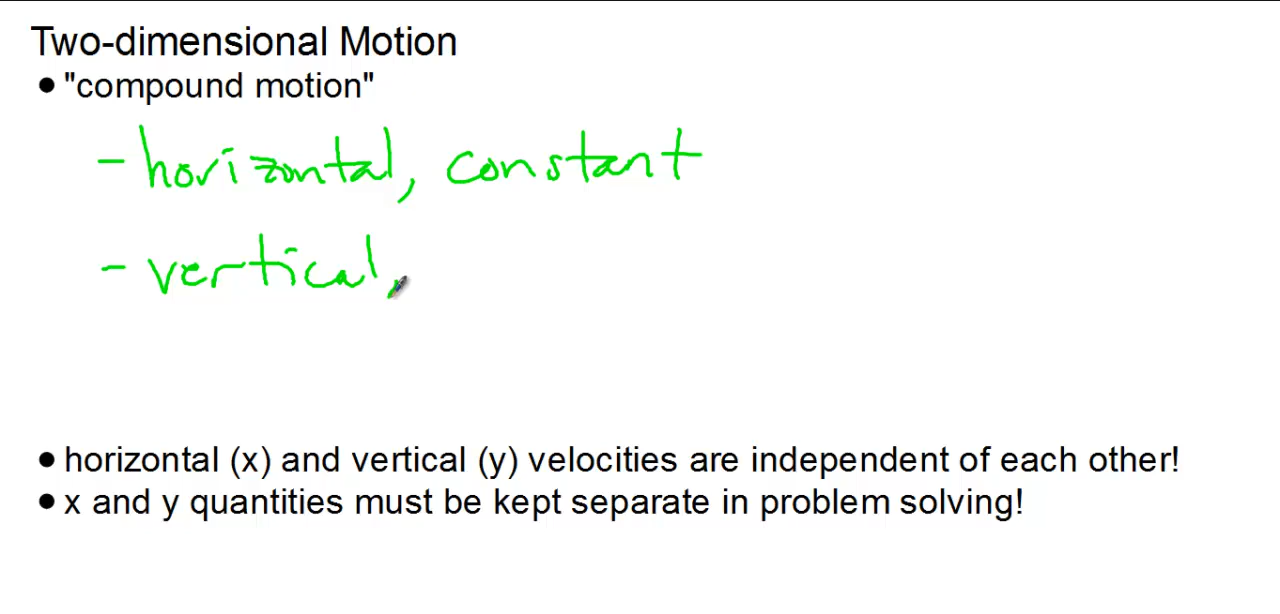 Two-dimensional Motion
● "compound motion"
- horizontal, constant
- vertical,
● horizontal (x) and vertical (y) velocities are independent of each other!
● x and y quantities must be kept separate in problem solving!